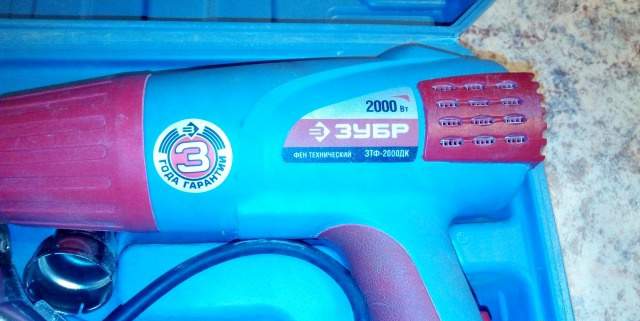 2000 Вт
ЗУБР
ФЕН ТЕХНИЧЕСКИЙ ЗТФ-2000ДК
3
ГОДА ГАРАНТИИ